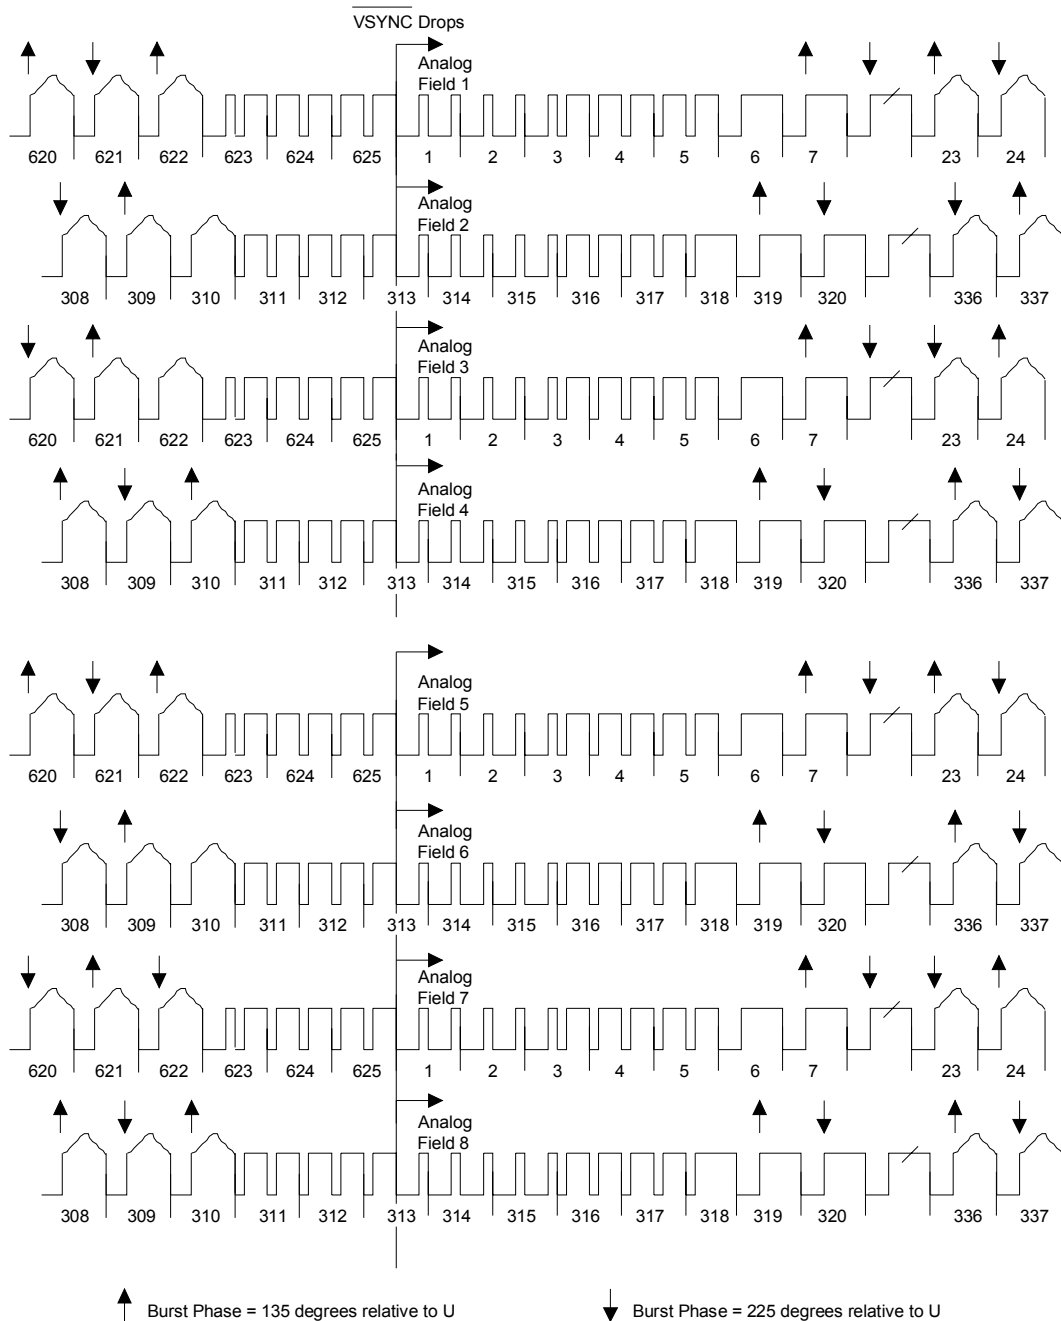 VSYNC Drops
Analog
Field 1
620 621 622 623 624 625 1 2 3 4 5 6 7 23 24
Analog
Field 2
308 309 310 311 312 313 314 315 316 317 318 319 320 336 337
Analog
Field 3
620 621 622 623 624 625 1 2 3 4 5 6 7 23 24
Analog
Field 4
308 309 310 311 312 313 314 315 316 317 318 319 320 336 337
Analog
Field 5
620 621 622 623 624 625 1 2 3 4 5 6 7 23 24
Analog
Field 6
308 309 310 311 312 313 314 315 316 317 318 319 320 336 337
Analog
Field 7
620 621 622 623 624 625 1 2 3 4 5 6 7 23 24
Analog
Field 8
308 309 310 311 312 313 314 315 316 317 318 319 320 336 337
Burst Phase = 135 degrees relative to U
Burst Phase = 225 degrees relative to U